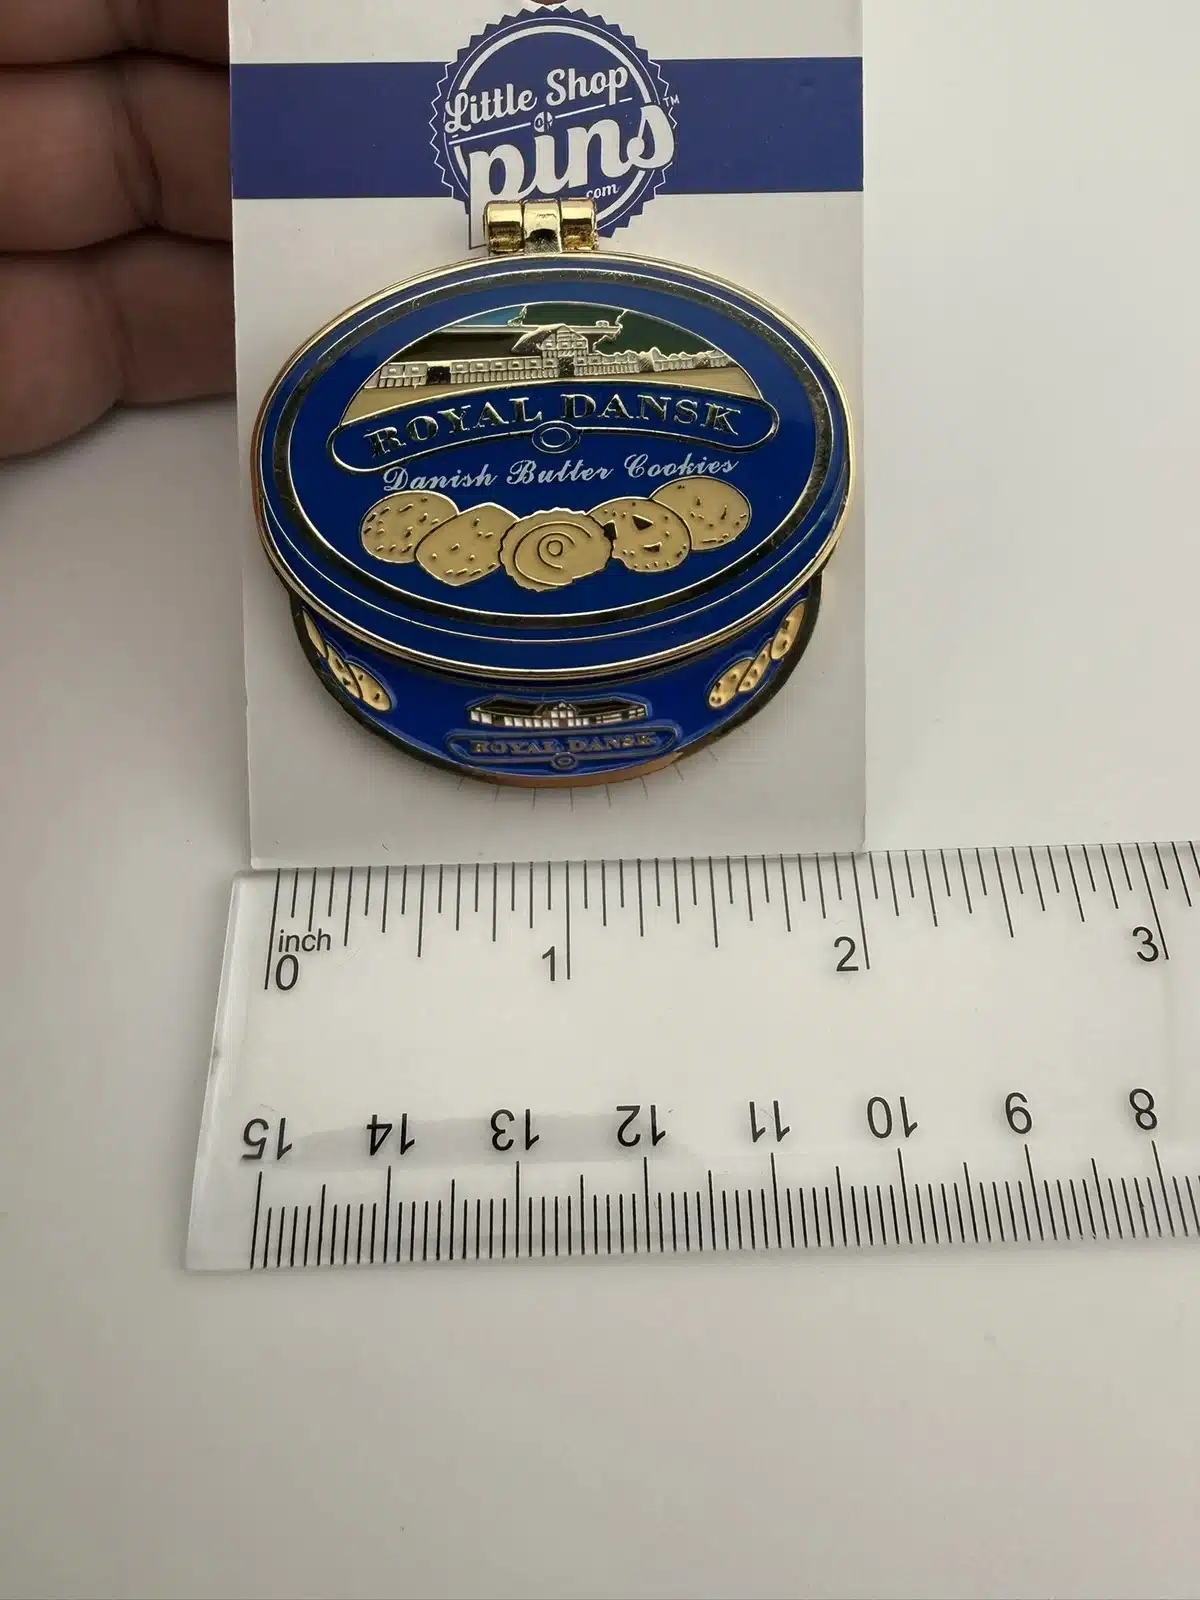 Little Shop
of
pins™
.com
ROYAL DANSK
Danish Butter Cookies
ROYAL DANSK
inch
0 1 2 3
15 14 13 12 11 10 9 8